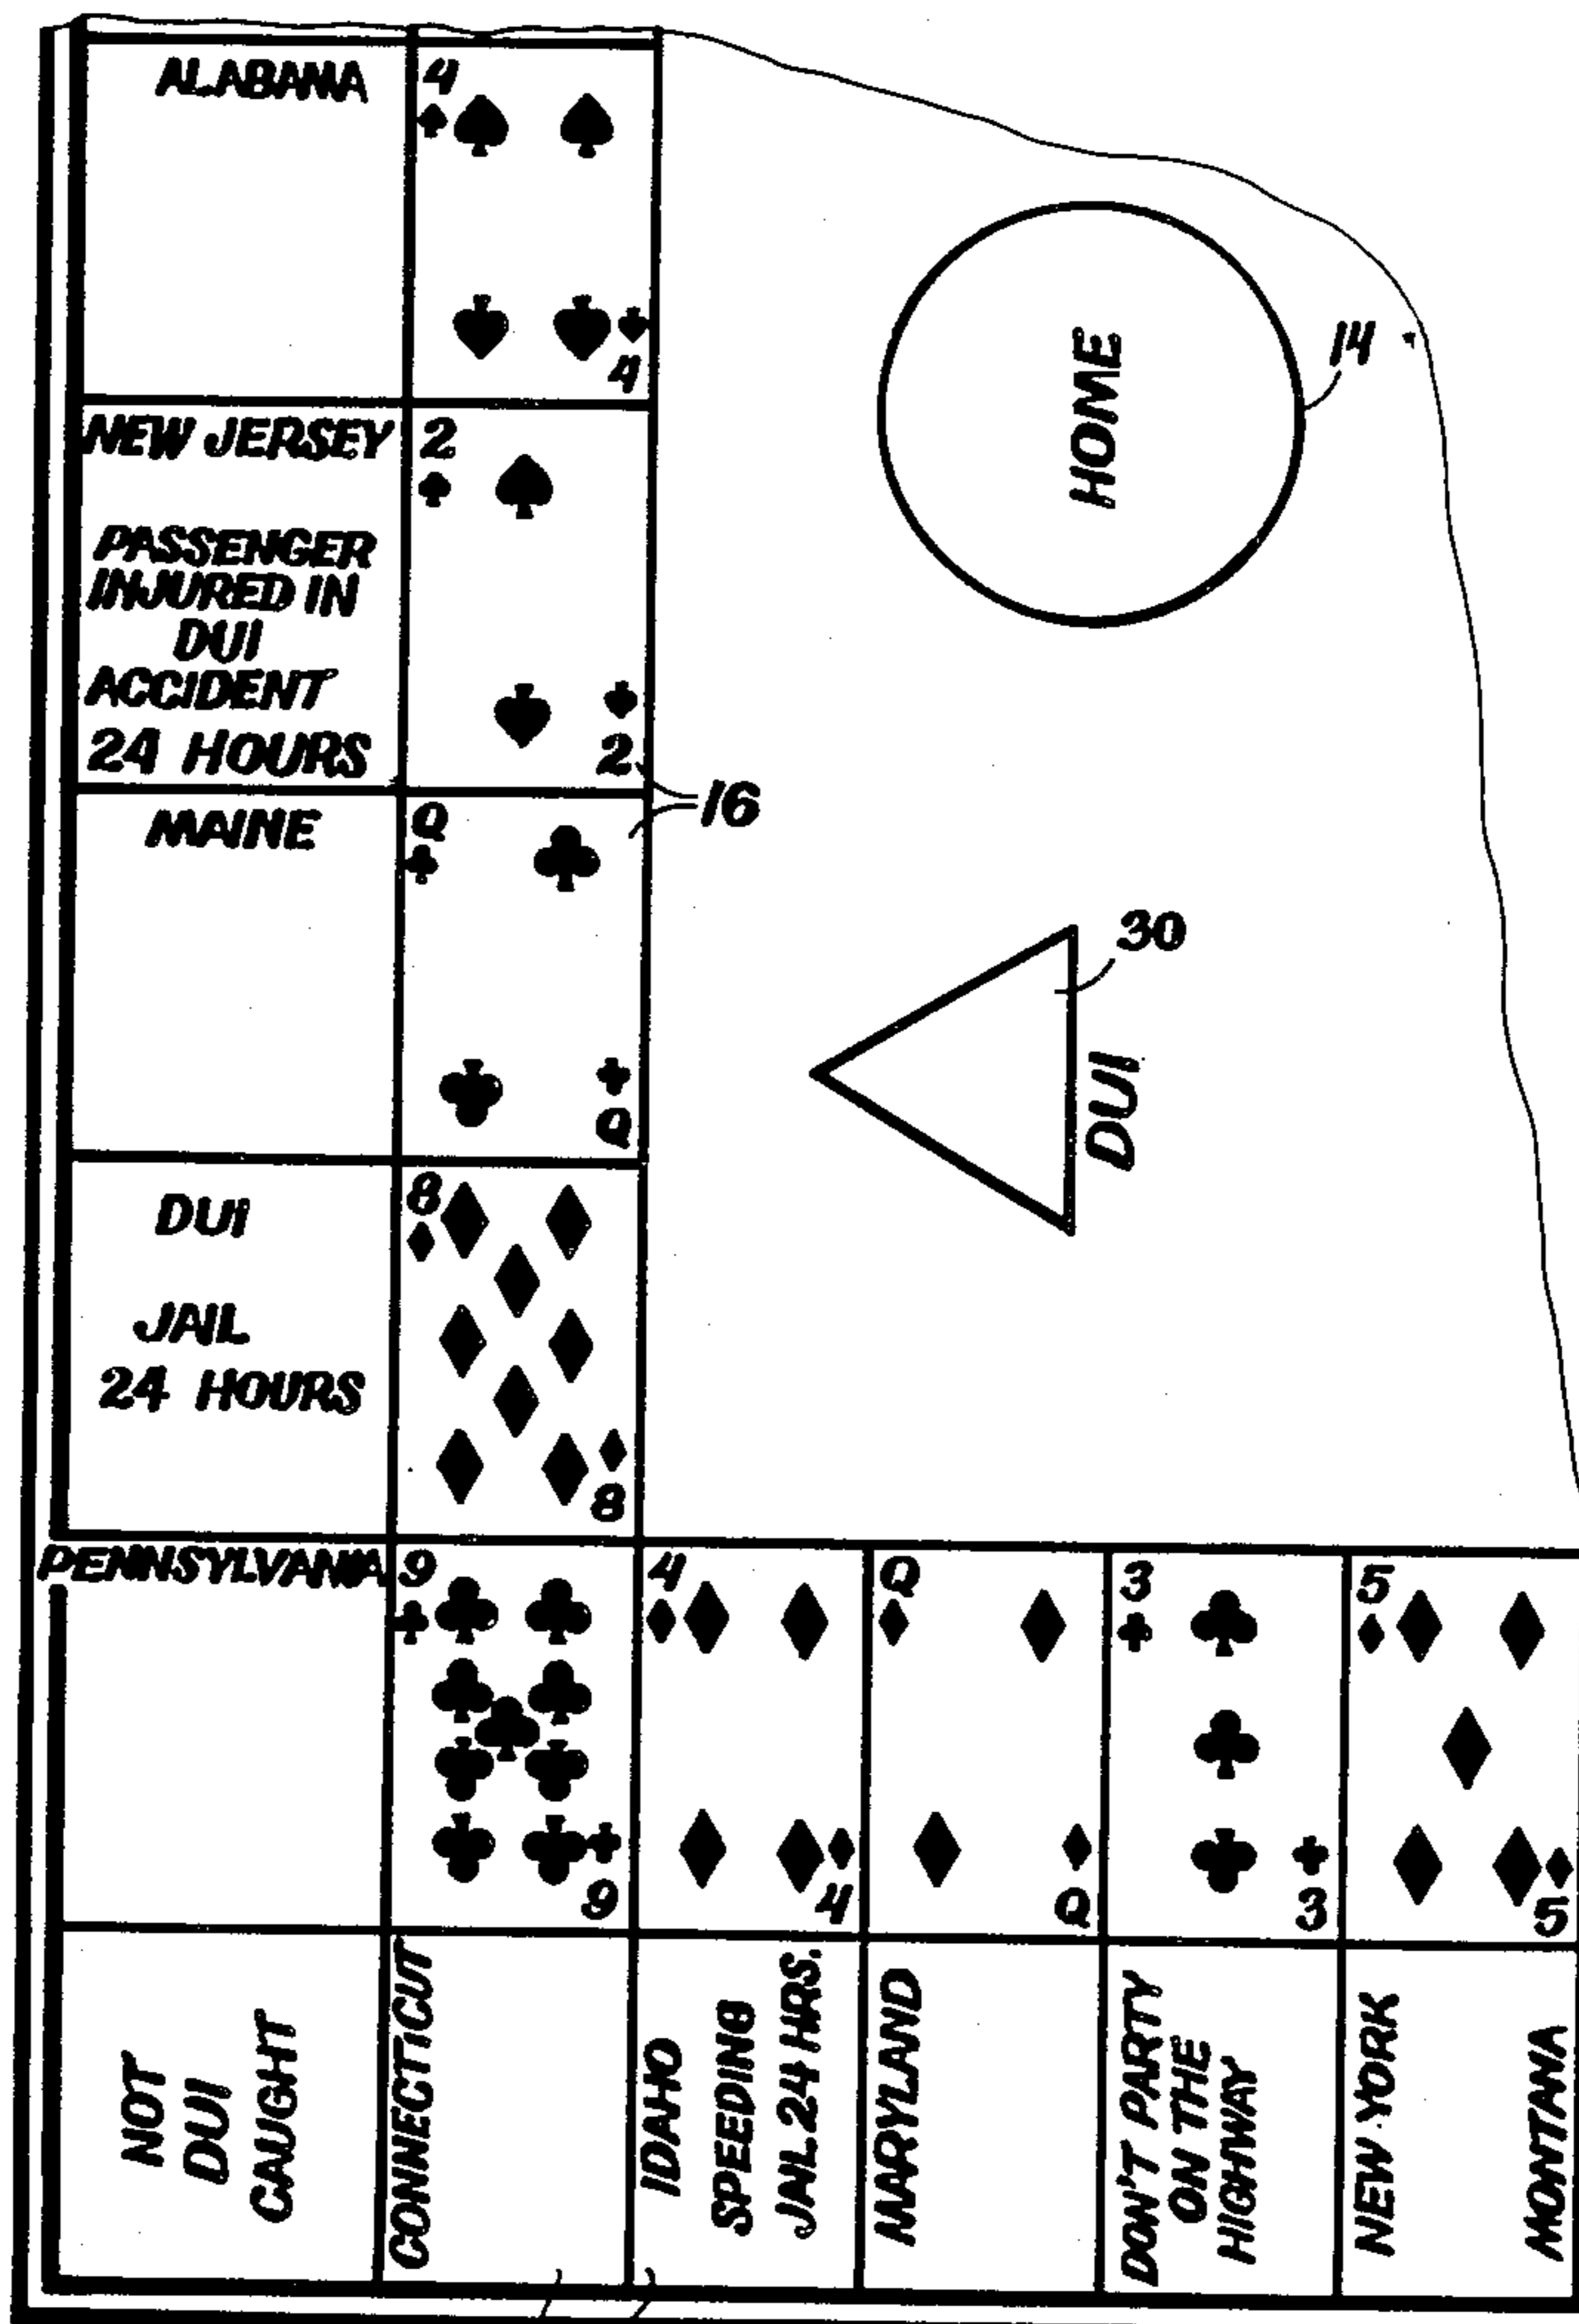 ALABAMA
4
4
HOME
14
NEW JERSEY
2
PASSENGER
INJURED IN
DUI
ACCIDENT
24 HOURS
2
16
MAINE
Q
Q
30
DUI
DUI
JAIL
24 HOURS
8
8
PENNSYLVANIA
9
9
4
4
Q
Q
3
3
5
5
NOT
DUI
CAUGHT
CONNECTICUT
IDAHO
SPEEDING
JAIL 24 HRS.
MARYLAND
DON'T PARTY
ON THE
HIGHWAY
NEW YORK
MONTANA